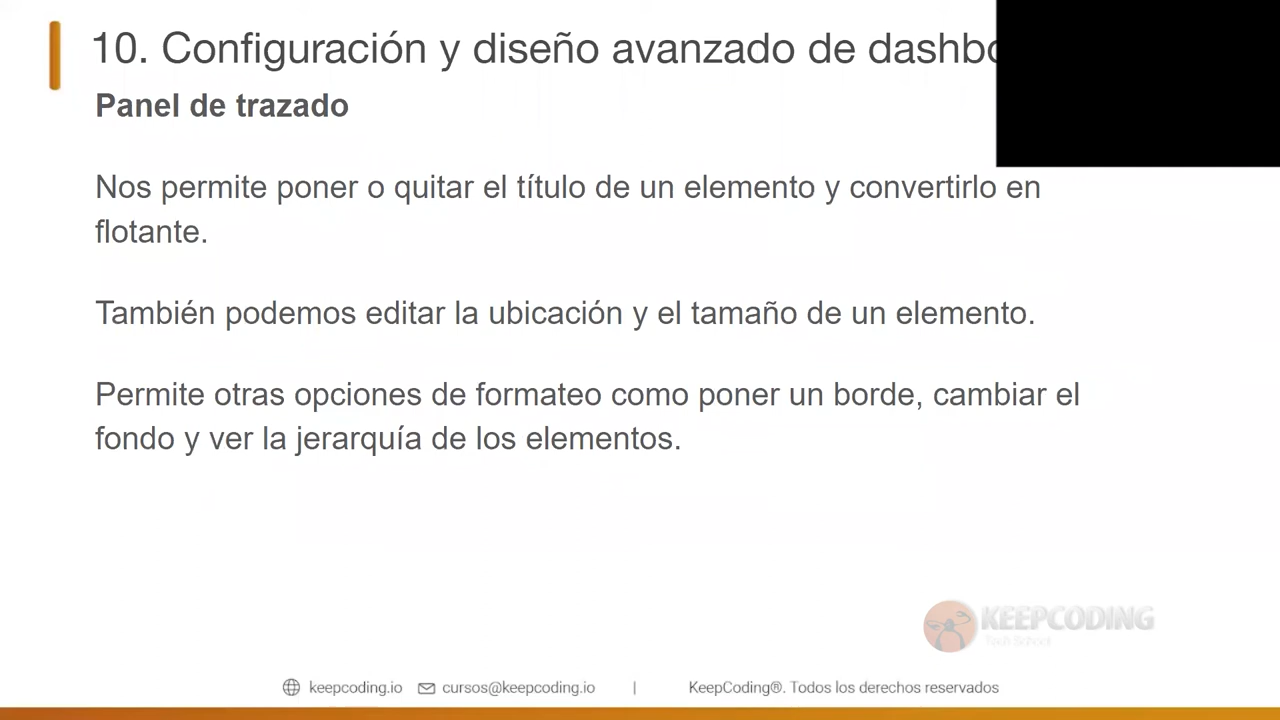 10. Configuración y diseño avanzado de
Panel de trazado
Nos permite poner o quitar el título de un elemento y convertirlo en
flotante.
También podemos editar la ubicación y el tamaño de un elemento.
Permite otras opciones de formateo como poner un borde, cambiar el
fondo y ver la jerarquía de los elementos.
KEEPCODING
Tech School
keepcoding.io cursos@keepcoding.io | KeepCoding®. Todos los derechos reservados